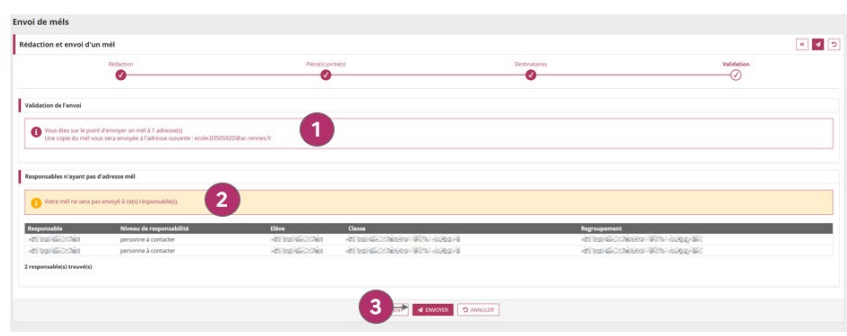 Envoi de méls
Rédaction et envoi d'un mél
Rédaction
Pièce(s) jointe(s)
Destinataires
Validation
Validation de l'envoi
Vous êtes sur le point d'envoyer un mél à 1 adresse(s)
Une copie du mél vous sera envoyée à l'adresse suivante : ecole.0350592D@ac-rennes.fr
1
Responsables n'ayant pas d'adresse mél
Votre mél ne sera pas envoyé à ce(s) responsable(s).
2
Responsable Niveau de responsabilité Elève Classe Regroupement
personne à contacter
personne à contacter
2 responsable(s) trouvé(s)
3
ENVOYER
ANNULER